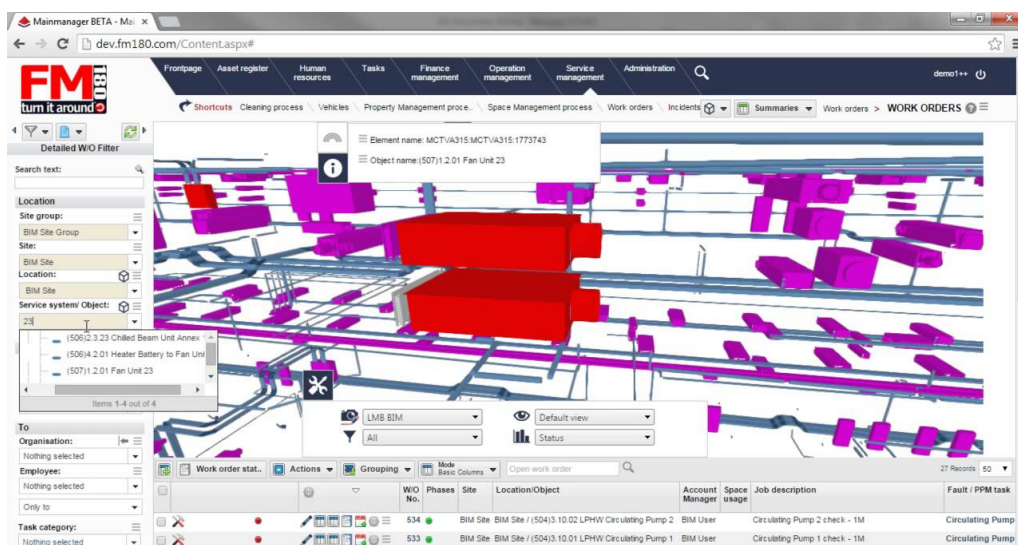 Mainmanager BETA - Mai ×
dev.fm180.com/Content.aspx#
FM180
turn it around
Frontpage Asset register Human resources Tasks Finance management Operation management Service management Administration
demo1++
Shortcuts Cleaning process Vehicles Property Management proce.. Space Management process Work orders Incidents Summaries Work orders > WORK ORDERS
Detailed W/O Filter
Search text:
Location
Site group:
BIM Site Group
Site:
BIM Site
Location:
BIM Site
Service system/ Object:
23
(506)2.3.23 Chilled Beam Unit Annex
(506)4.2.01 Heater Battery to Fan Uni
(507)1.2.01 Fan Unit 23
Items 1-4 out of 4
To
Organisation:
Nothing selected
Employee:
Nothing selected
Only to
Task category:
Nothing selected
Element name: MCTVA315:MCTVA315:1773743
Object name:(507)1.2.01 Fan Unit 23
LMB BIM Default view
All Status
Work order stat.. Actions Grouping Mode Basic Columns Open work order 27 Records 50
W/O No. Phases Site Location/Object Account Manager Space usage Job description Fault / PPM task
534 BIM Site BIM Site / (504)3.10.02 LPHW Circulating Pump 2 BIM User Circulating Pump 2 check - 1M Circulating Pump
533 BIM Site BIM Site / (504)3.10.01 LPHW Circulating Pump 1 BIM User Circulating Pump 1 check - 1M Circulating Pump